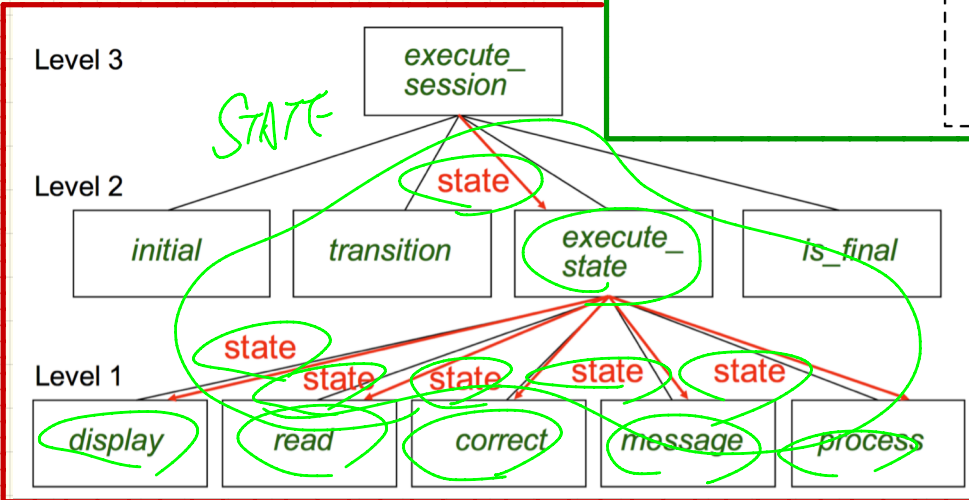 Level 3
execute_
session
STATE
Level 2
state
initial
transition
execute_
state
is_final
state
Level 1
state
state
state
state
display
read
correct
message
process